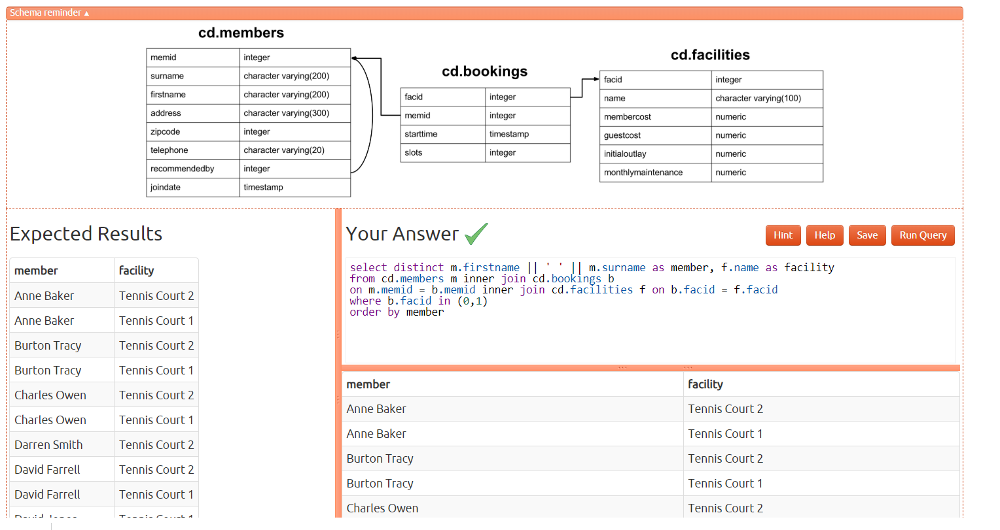 Schema reminder ▲
cd.members
memid integer
surname character varying(200)
firstname character varying(200)
address character varying(300)
zipcode integer
telephone character varying(20)
recommendedby integer
joindate timestamp
cd.bookings
facid integer
memid integer
starttime timestamp
slots integer
cd.facilities
facid integer
name character varying(100)
membercost numeric
guestcost numeric
initialoutlay numeric
monthlymaintenance numeric
Expected Results
member facility
Anne Baker Tennis Court 2
Anne Baker Tennis Court 1
Burton Tracy Tennis Court 2
Burton Tracy Tennis Court 1
Charles Owen Tennis Court 2
Charles Owen Tennis Court 1
Darren Smith Tennis Court 2
David Farrell Tennis Court 2
David Farrell Tennis Court 1
David Jones Tennis Court 1
Your Answer
Hint Help Save Run Query
select distinct m.firstname || ' ' || m.surname as member, f.name as facility
from cd.members m inner join cd.bookings b
on m.memid = b.memid inner join cd.facilities f on b.facid = f.facid
where b.facid in (0,1)
order by member
member facility
Anne Baker Tennis Court 2
Anne Baker Tennis Court 1
Burton Tracy Tennis Court 2
Burton Tracy Tennis Court 1
Charles Owen Tennis Court 2